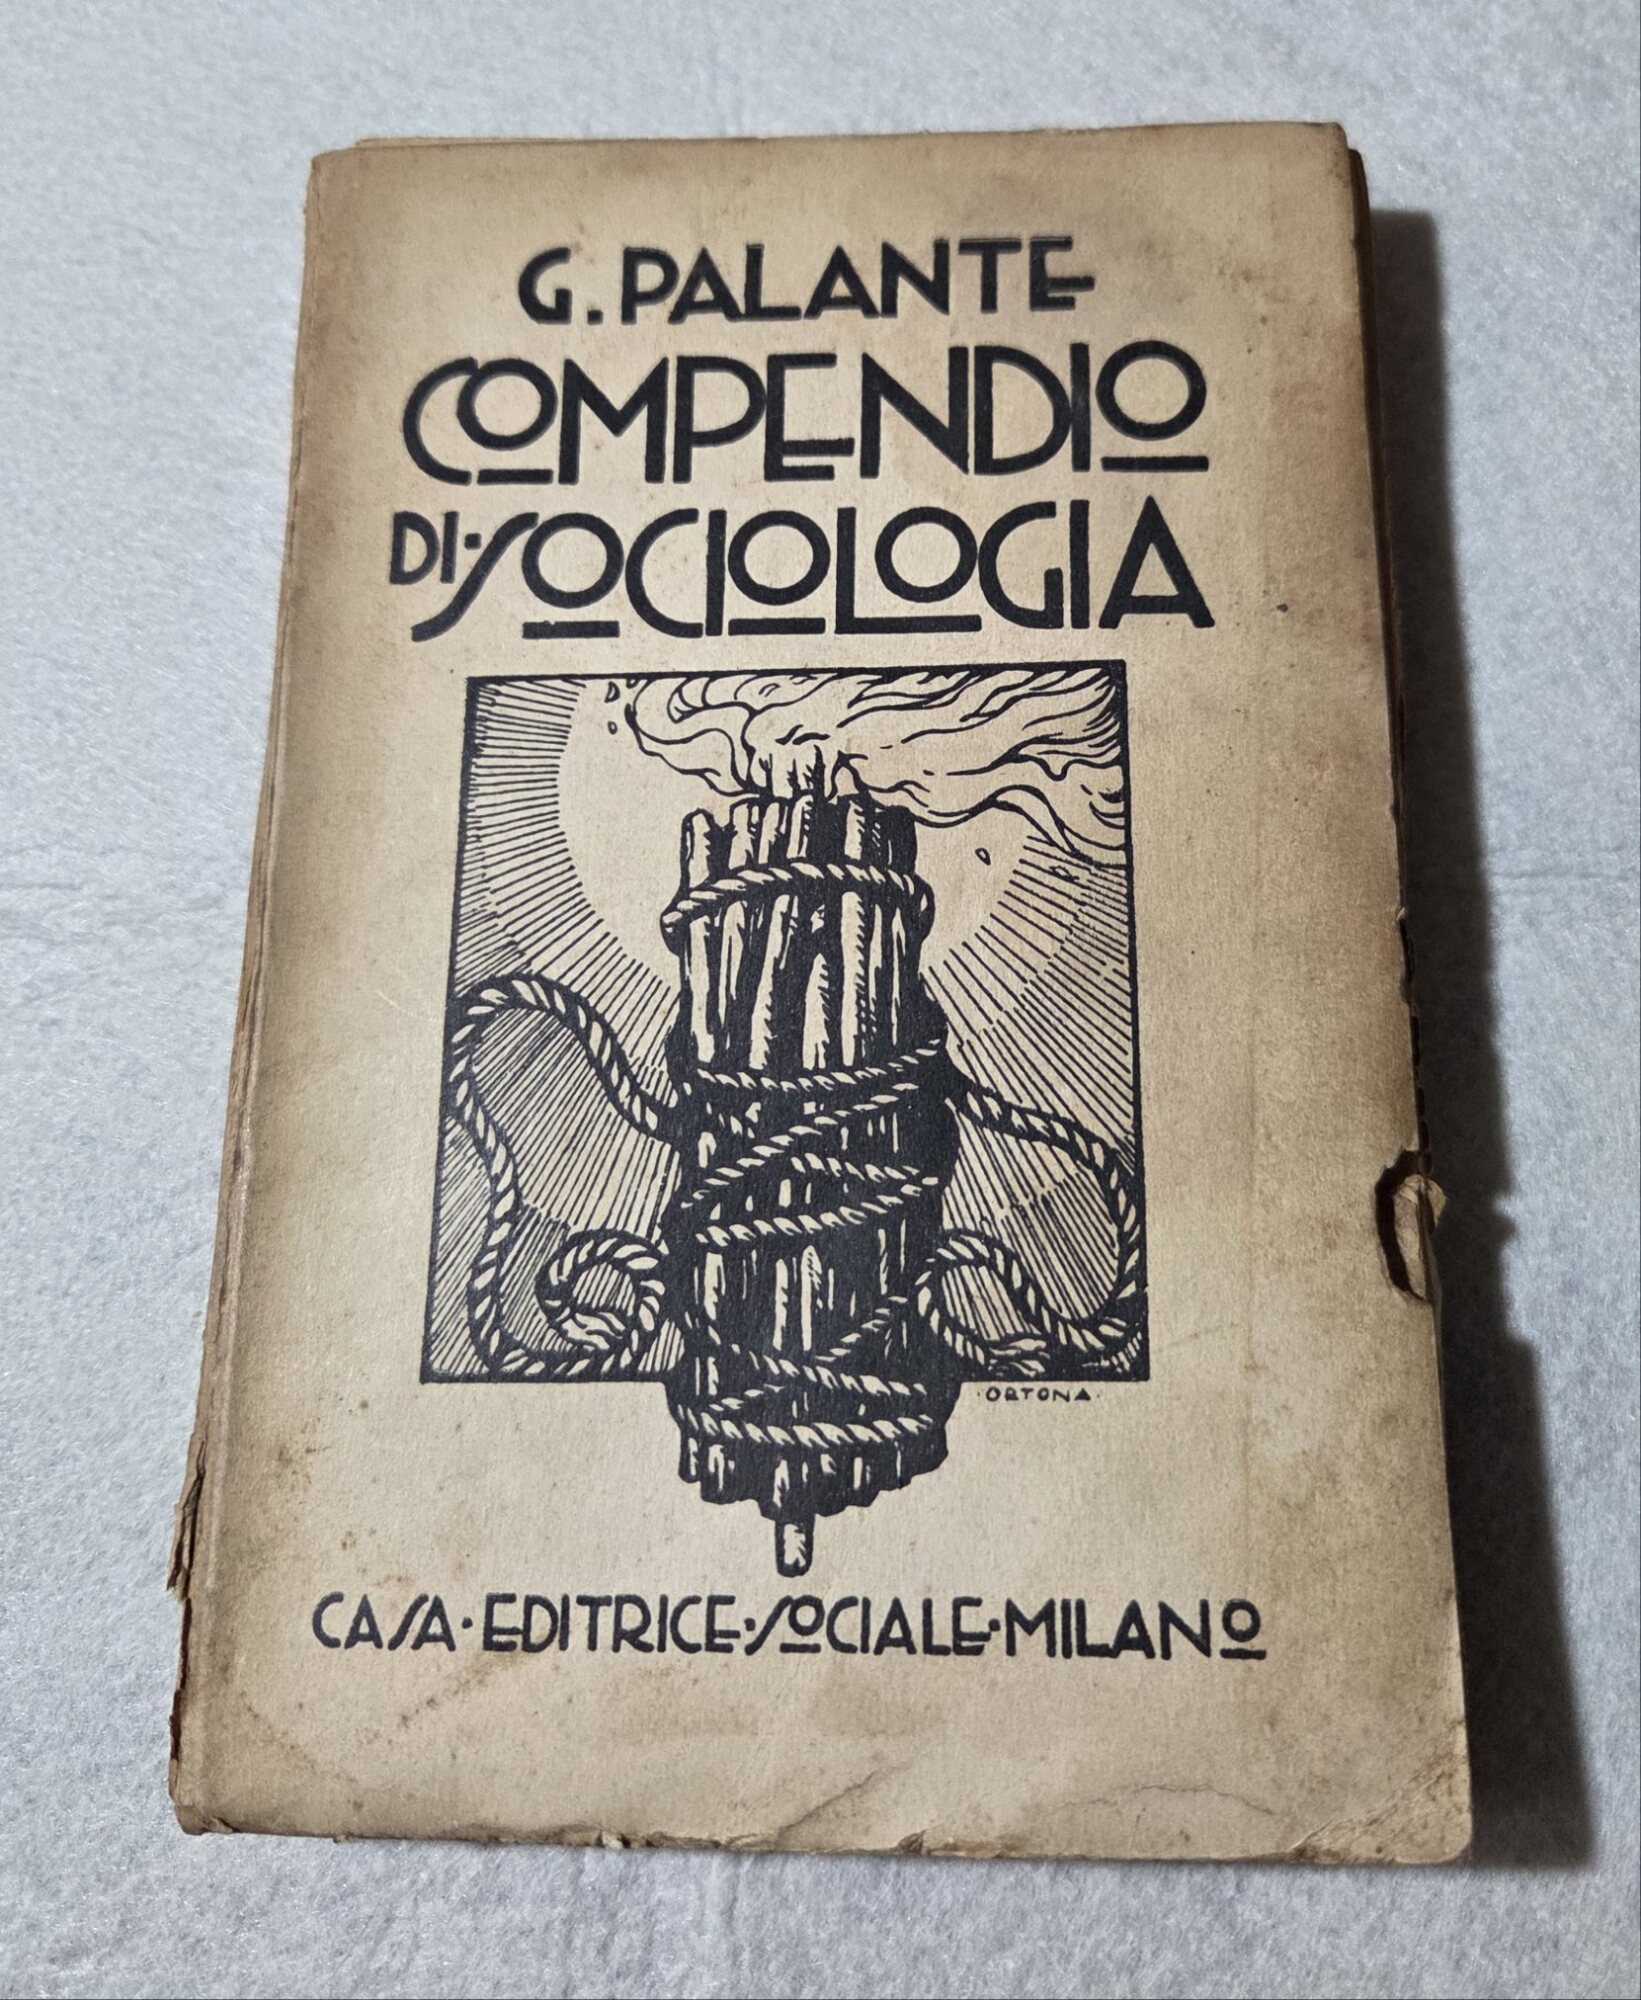 G. PALANTE
COMPENDIO
DI·SOCIOLOGIA
·ORTONA·
CASA·EDITRICE·SOCIALE·MILANO